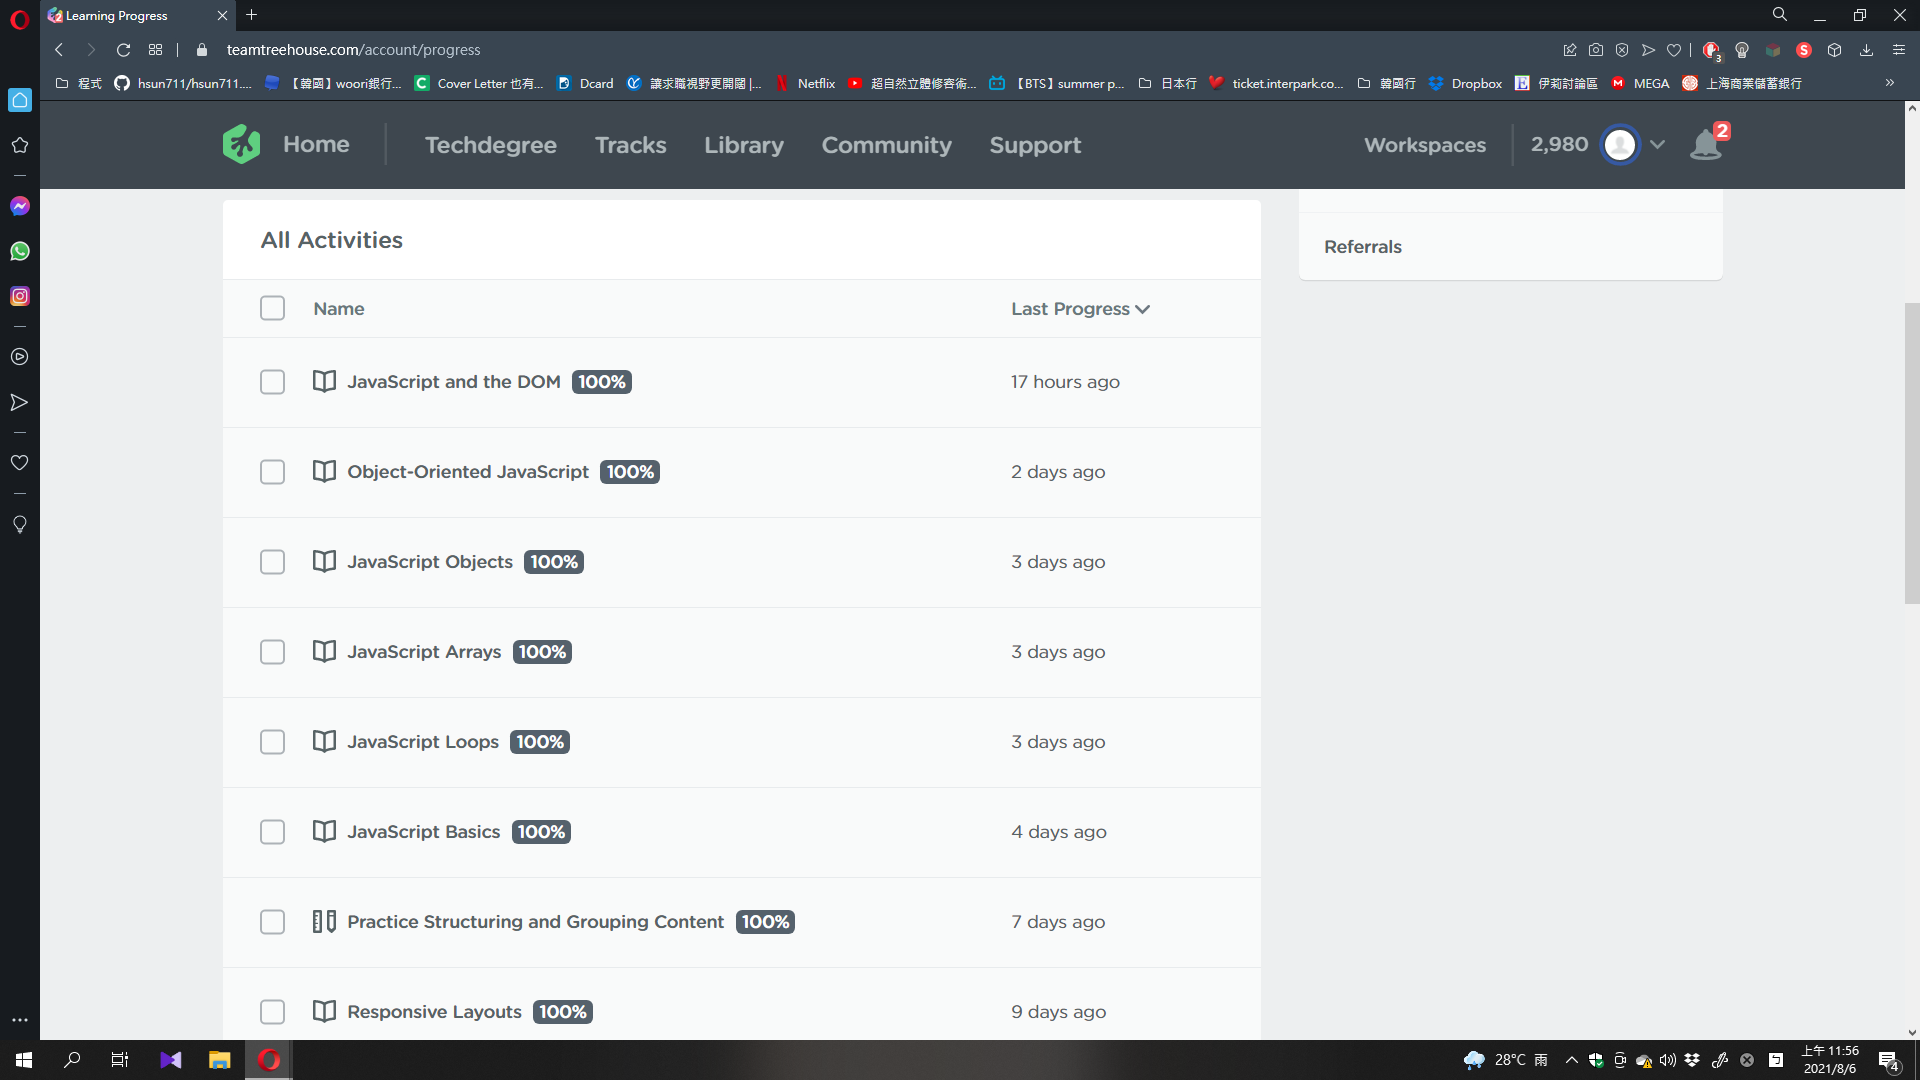 Learning Progress
teamtreehouse.com/account/progress
3
程式
hsun711/hsun711....
【韓國】woori銀行...
Cover Letter 也有...
Dcard
讓求職視野更開闊 |...
Netflix
超自然立體修容術...
【BTS】summer p...
日本行
ticket.interpark.co...
韓國行
Dropbox
伊莉討論區
MEGA
上海商業儲蓄銀行
Home
Techdegree
Tracks
Library
Community
Support
Workspaces
2,980
2
All Activities
Referrals
Name
Last Progress
JavaScript and the DOM 100%
17 hours ago
Object-Oriented JavaScript 100%
2 days ago
JavaScript Objects 100%
3 days ago
JavaScript Arrays 100%
3 days ago
JavaScript Loops 100%
3 days ago
JavaScript Basics 100%
4 days ago
Practice Structuring and Grouping Content 100%
7 days ago
Responsive Layouts 100%
9 days ago
28°C 雨
上午 11:56
2021/8/6
4